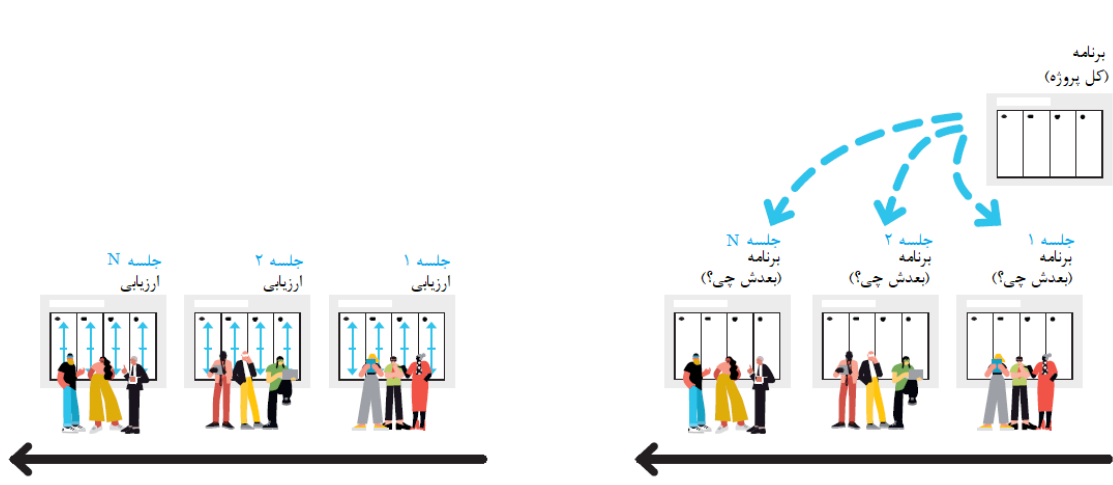 برنامه
(کل پروژه)
جلسه ۱
برنامه
(بعدش چی؟)
جلسه ۲
برنامه
(بعدش چی؟)
جلسه N
برنامه
(بعدش چی؟)
جلسه ۱
ارزیابی
جلسه ۲
ارزیابی
جلسه N
ارزیابی